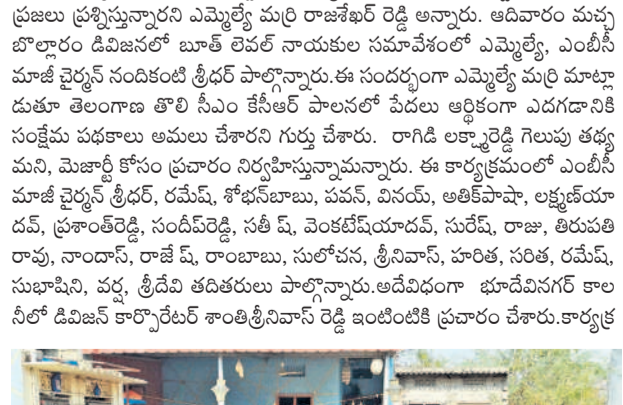 ప్రజలు ప్రశ్నిస్తున్నారని ఎమ్మెల్యే మర్రి రాజశేఖర్ రెడ్డి అన్నారు. ఆదివారం మచ్చ
బొల్లారం డివిజనలో బూత్ లెవల్ నాయకుల సమావేశంలో ఎమ్మెల్యే, ఎంబీసీ
మాజీ చైర్మన్ నందికంటి శ్రీధర్ పాల్గొన్నారు.ఈ సందర్భంగా ఎమ్మెల్యే మర్రి మాట్లా
డుతూ తెలంగాణ తొలి సీఎం కేసీఆర్ పాలనలో పేదలు ఆర్థికంగా ఎదగడానికి
సంక్షేమ పథకాలు అమలు చేశారని గుర్తు చేశారు. రాగిడి లక్ష్మారెడ్డి గెలుపు తథ్య
మని, మెజార్టీ కోసం ప్రచారం నిర్వహిస్తున్నామన్నారు. ఈ కార్యక్రమంలో ఎంబీసీ
మాజీ చైర్మన్ శ్రీధర్, రమేష్, శోభన్‌బాబు, పవన్, వినయ్, అతిక్‌పాషా, లక్ష్మణ్‌యా
దవ్, ప్రశాంత్‌రెడ్డి, సందీప్‌రెడ్డి, సతీ ష్, వెంకటేష్‌యాదవ్, సురేష్, రాజు, తిరుపతి
రావు, నాందాస్, రాజే ష్, రాంబాబు, సులోచన, శ్రీనివాస్, హరిత, సరిత, రమేష్,
సుభాషిని, వర్ష, శ్రీదేవి తదితరులు పాల్గొన్నారు.అదేవిధంగా భూదేవినగర్ కాల
నీలో డివిజన్ కార్పొరేటర్ శాంతిశ్రీనివాస్ రెడ్డి ఇంటింటికి ప్రచారం చేశారు.కార్యక్ర